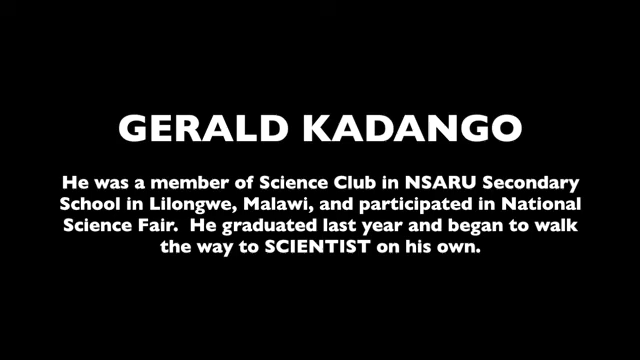 GERALD KADANGO
He was a member of Science Club in NSARU Secondary
School in Lilongwe, Malawi, and participated in National
Science Fair.  He graduated last year and began to walk
the way to SCIENTIST on his own.